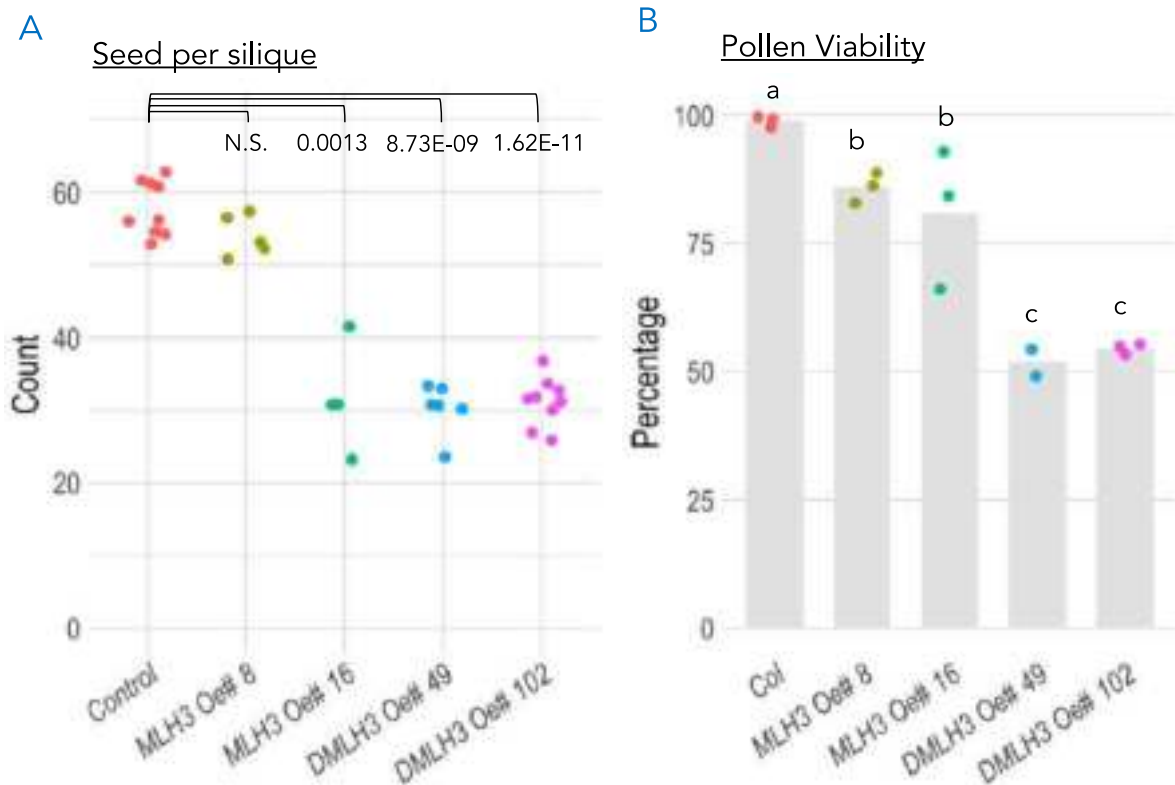 A
Seed per silique
N.S. 0.0013 8.73E-09 1.62E-11
60
40
20
0
Count
Control
MLH3 Oe# 8
MLH3 Oe# 16
DMLH3 Oe# 49
DMLH3 Oe# 102
B
Pollen Viability
a
b
b
c
c
100
75
50
25
0
Percentage
Col
MLH3 Oe# 8
MLH3 Oe# 16
DMLH3 Oe# 49
DMLH3 Oe# 102